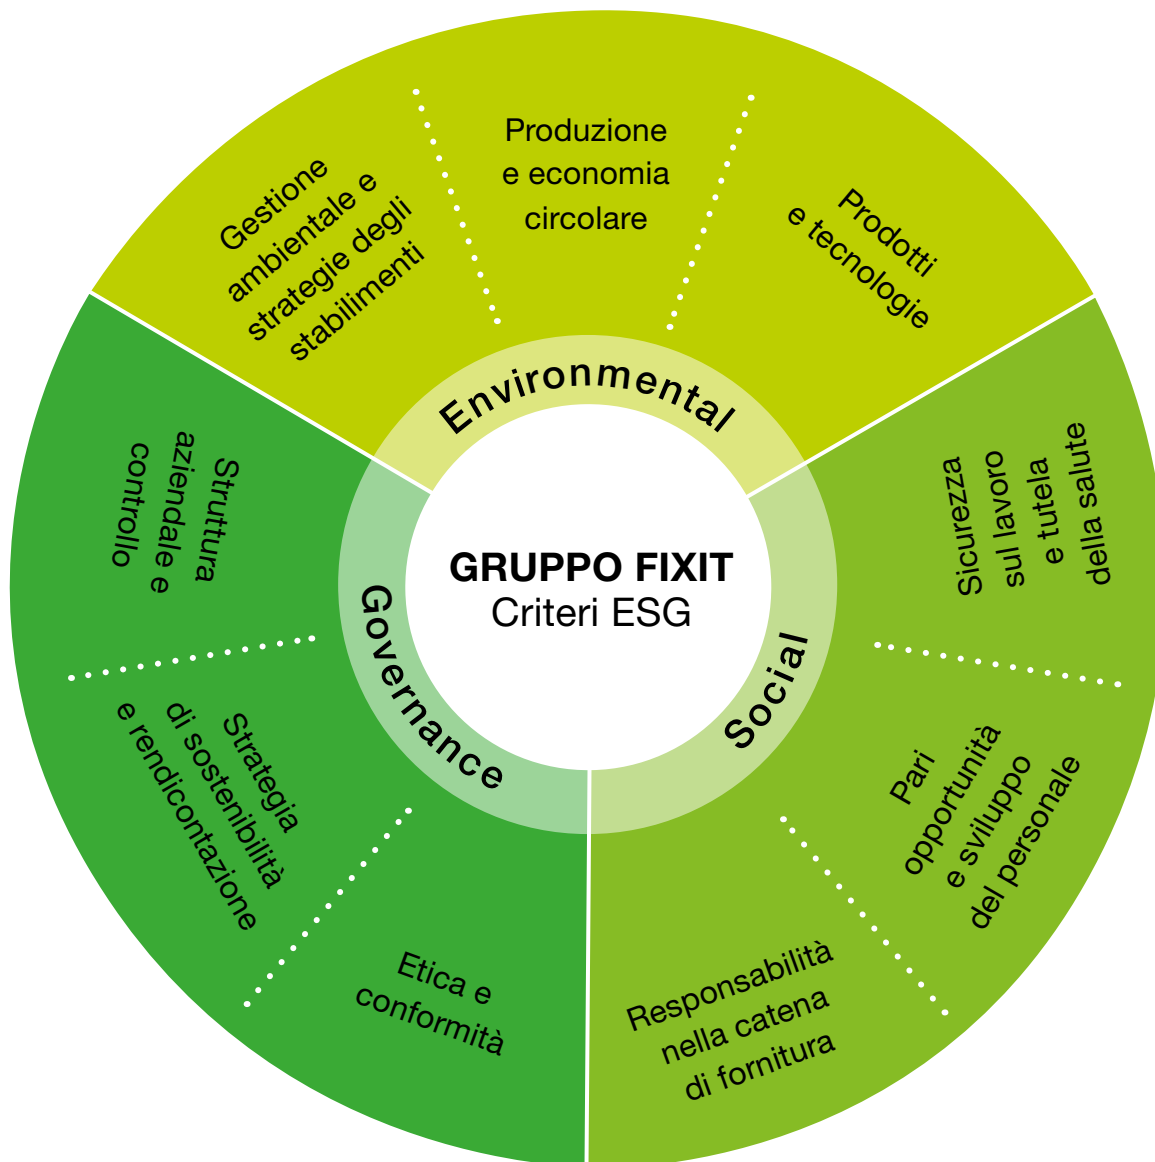 Gestione
ambientale e
strategie degli
stabilimenti
Produzione
e economia
circolare
Prodotti
e tecnologie
Environmental
Sicurezza
sul lavoro
e tutela
della salute
Pari
opportunità
e sviluppo
del personale
Responsabilità
nella catena
di fornitura
Social
Etica e
conformità
Strategia
di sostenibilità
e rendicontazione
Struttura
aziendale e
controllo
Governance
GRUPPO FIXIT
Criteri ESG